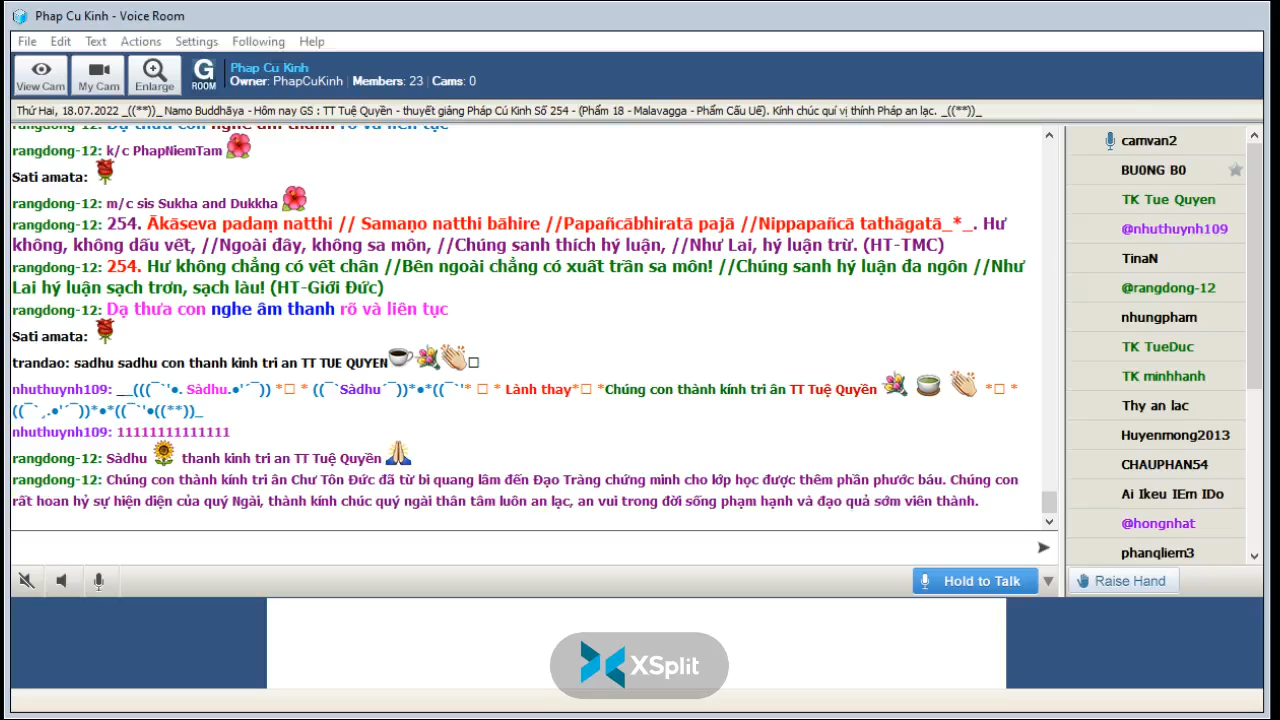 Phap Cu Kinh - Voice Room
File Edit Text Actions Settings Following Help
View Cam My Cam Enlarge G ROOM
Phap Cu Kinh
Owner: PhapCuKinh | Members: 23 | Cams: 0
Thứ Hai, 18.07.2022 _((**))_ Namo Buddhāya - Hôm nay GS : TT Tuệ Quyền - thuyết giảng Pháp Cú Kinh Số 254 - (Phẩm 18 - Malavagga - Phẩm Cấu Uế). Kính chúc quí vị thính Pháp an lạc. _((**))_
rangdong-12: Dạ thưa con nghe âm thanh rõ và liên tục
rangdong-12: k/c PhapNiemTam
Sati amata:
rangdong-12: m/c sis Sukha and Dukkha
rangdong-12: 254. Ākāseva padaṃ natthi // Samaṇo natthi bāhire //Papañcābhiratā pajā //Nippapañcā tathāgatā_*_. Hư
không, không dấu vết, //Ngoài đây, không sa môn, //Chúng sanh thích hý luận, //Như Lai, hý luận trừ. (HT-TMC)
rangdong-12: 254. Hư không chẳng có vết chân //Bên ngoài chẳng có xuất trần sa môn! //Chúng sanh hý luận đa ngôn //Như
Lai hý luận sạch trơn, sạch làu! (HT-Giới Đức)
rangdong-12: Dạ thưa con nghe âm thanh rõ và liên tục
Sati amata:
trandao: sadhu sadhu con thanh kinh tri an TT TUE QUYEN
nhuthuynh109: __(((¯`'•. Sàdhu.•'´¯)) *□ * ((¯`Sàdhu´¯))*•*((¯`'* □ * Lành thay*□ *Chúng con thành kính tri ân TT Tuệ Quyền *□ *
((¯`¸.•'´¯))*•*((¯`'•((**))_
nhuthuynh109: 11111111111111
rangdong-12: Sàdhu thanh kinh tri an TT Tuệ Quyền
rangdong-12: Chúng con thành kính tri ân Chư Tôn Đức đã từ bi quang lâm đến Đạo Tràng chứng minh cho lớp học được thêm phần phước báu. Chúng con
rất hoan hỷ sự hiện diện của quý Ngài, thành kính chúc quý ngài thân tâm luôn an lạc, an vui trong đời sống phạm hạnh và đạo quả sớm viên thành.
camvan2
BU0NG B0
TK Tue Quyen
@nhuthuynh109
TinaN
@rangdong-12
nhungpham
TK TueDuc
TK minhhanh
Thy an lac
Huyenmong2013
CHAUPHAN54
Ai Ikeu IEm IDo
@hongnhat
phanqliem3
Hold to Talk
Raise Hand
XSplit